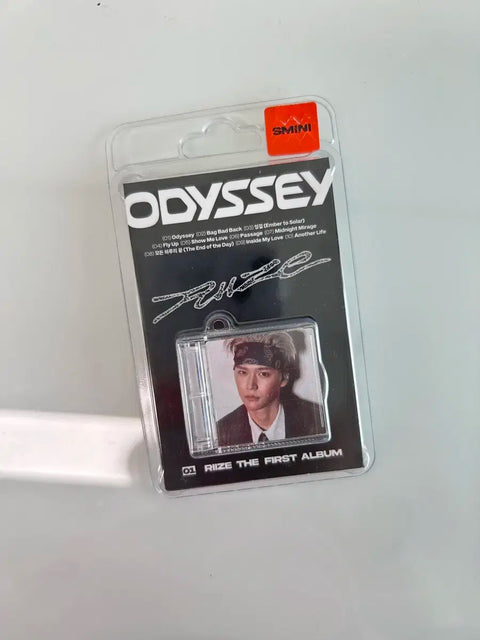 SMINI
ODYSSEY
(01) Odyssey (02) Bag Bad Back (03) 잉걸 (Ember to Solar)
(04) Fly Up (05) Show Me Love (06) Passage (07) Midnight Mirage
(08) 모든 하루의 끝 (The End of the Day) (09) Inside My Love (10) Another Life
RIIZE
01 RIIZE THE FIRST ALBUM